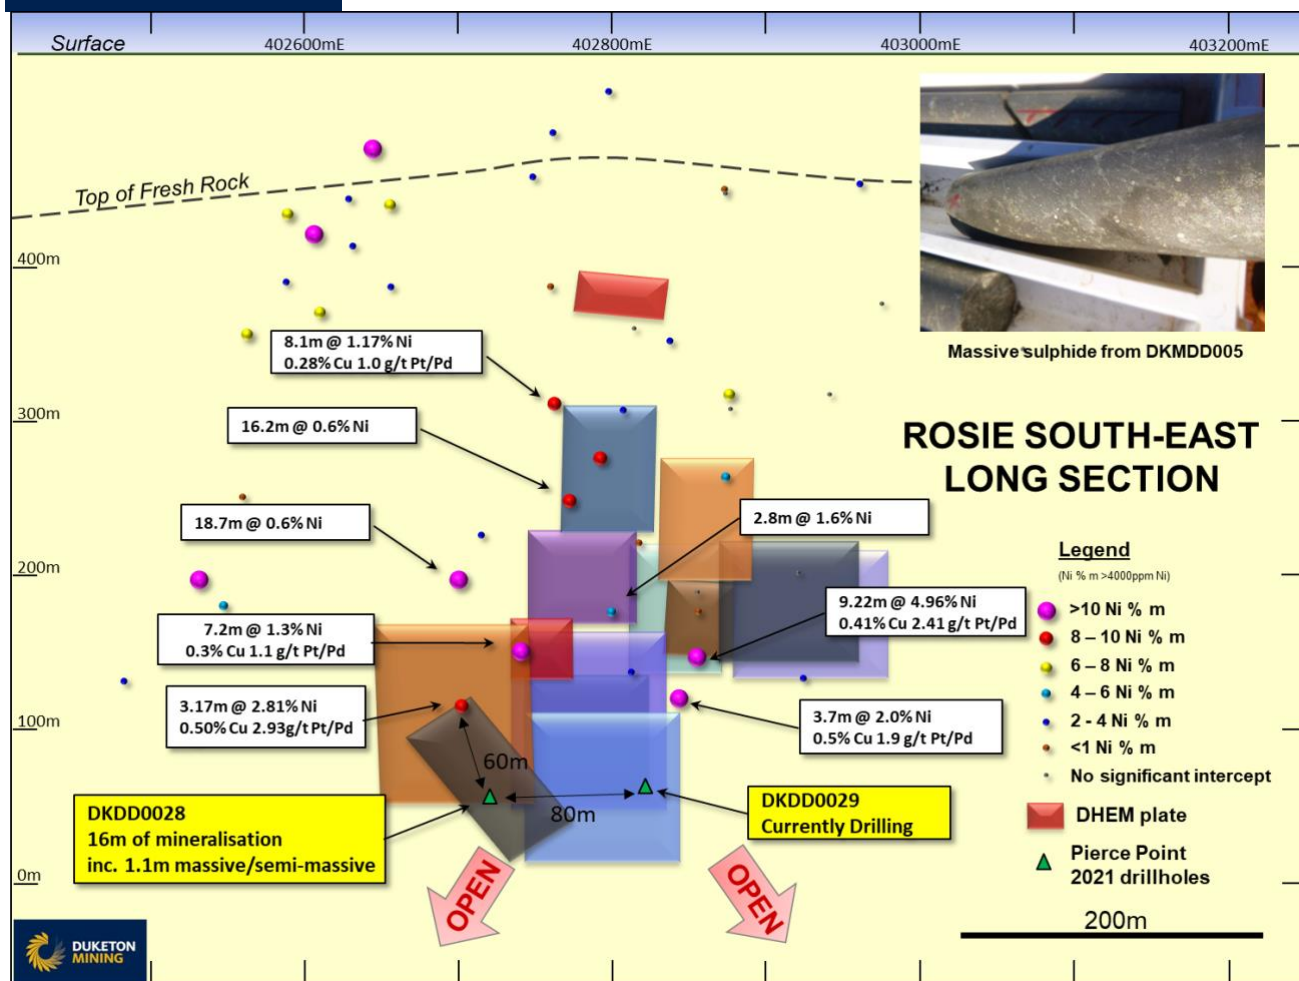 Surface
402600mE
402800mE
403000mE
403200mE
Top of Fresh Rock
400m
Massive sulphide from DKMDD005
8.1m @ 1.17% Ni
0.28% Cu 1.0 g/t Pt/Pd
300m
16.2m @ 0.6% Ni
ROSIE SOUTH-EAST
LONG SECTION
18.7m @ 0.6% Ni
2.8m @ 1.6% Ni
Legend
(Ni % m >4000ppm Ni)
200m
>10 Ni % m
8 – 10 Ni % m
6 – 8 Ni % m
4 – 6 Ni % m
2 - 4 Ni % m
<1 Ni % m
No significant intercept
DHEM plate
Pierce Point
2021 drillholes
200m
9.22m @ 4.96% Ni
0.41% Cu 2.41 g/t Pt/Pd
7.2m @ 1.3% Ni
0.3% Cu 1.1 g/t Pt/Pd
3.17m @ 2.81% Ni
0.50% Cu 2.93g/t Pt/Pd
3.7m @ 2.0% Ni
0.5% Cu 1.9 g/t Pt/Pd
100m
60m
80m
DKDD0028
16m of mineralisation
inc. 1.1m massive/semi-massive
DKDD0029
Currently Drilling
0m
OPEN
OPEN
DUKETON
MINING